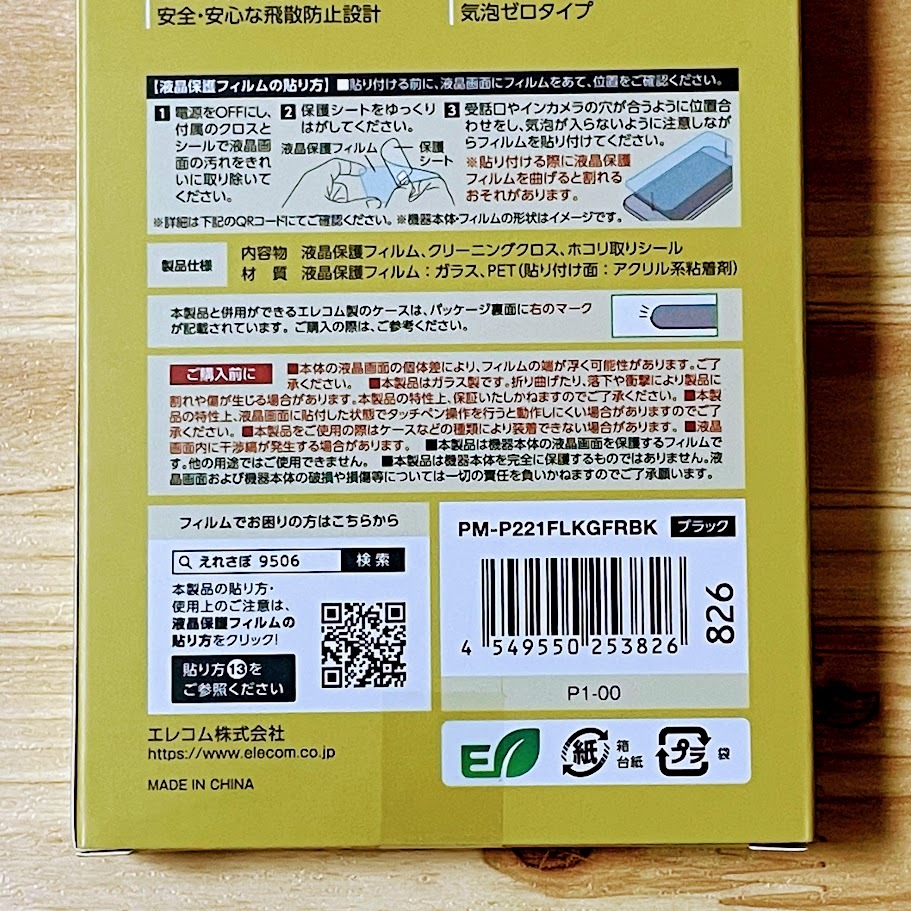 安全・安心な飛散防止設計
気泡ゼロタイプ
【液晶保護フィルムの貼り方】 ■貼り付ける前に、液晶画面にフィルムをあて、位置をご確認ください。
1 電源をOFFにし、
付属のクロスと
シールで液晶画
面の汚れをきれ
いに取り除いて
ください。
2 保護シートをゆっくり
はがしてください。
液晶保護フィルム
保護
シート
3 受話口やインカメラの穴が合うように位置合
わせをし、気泡が入らないように注意しなが
らフィルムを貼り付けてください。
※貼り付ける際に液晶保護
フィルムを曲げると割れる
おそれがあります。
※詳細は下記のQRコードにてご確認ください。※機器本体・フィルムの形状はイメージです。
製品仕様
内容物 液晶保護フィルム、クリーニングクロス、ホコリ取りシール
材 質 液晶保護フィルム：ガラス、PET（貼り付け面：アクリル系粘着剤）
本製品と併用ができるエレコム製のケースは、パッケージ裏面に右のマーク
が記載されています。ご購入の際は、ご参考ください。
ご購入前に ■本体の液晶画面の個体差により、フィルムの端が浮く可能性があります。ご了
承ください。 ■本製品はガラス製です。折り曲げたり、落下や衝撃により製品に
割れや傷が生じる場合があります。本製品の特性上、保証いたしかねますのでご了承ください。 ■本製
品の特性上、液晶画面に貼付した状態でタッチペン操作を行うと動作しにくい場合がありますのでご了
承ください。 ■本製品をご使用の際はケースなどの種類により装着できない場合があります。 ■液晶
画面内に干渉縞が発生する場合があります。 ■本製品は機器本体の液晶画面を保護するフィルムで
す。他の用途ではご使用できません。 ■本製品は機器本体を完全に保護するものではありません。液
晶画面および機器本体の破損や損傷等については一切の責任を負いかねますのでご了承願います。
フィルムでお困りの方はこちらから
えれさぽ 9506 検索
本製品の貼り方・
使用上のご注意は、
液晶保護フィルムの
貼り方をクリック!
貼り方⑬を
ご参照ください
PM-P221FLKGFRBK ブラック
4 549550 253826
826
P1-00
エレコム株式会社
https://www.elecom.co.jp
MADE IN CHINA
E
紙
箱
台紙
プラ
袋